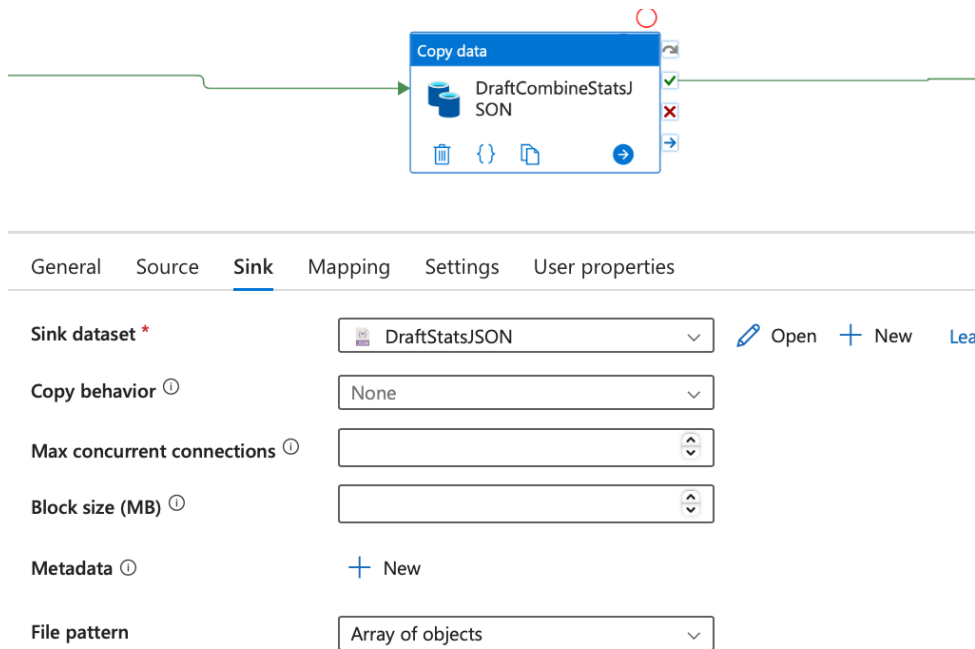 Copy data
DraftCombineStatsJ
SON
{}
General Source Sink Mapping Settings User properties
Sink dataset * DraftStatsJSON Open New Lea
Copy behavior None
Max concurrent connections
Block size (MB)
Metadata New
File pattern Array of objects